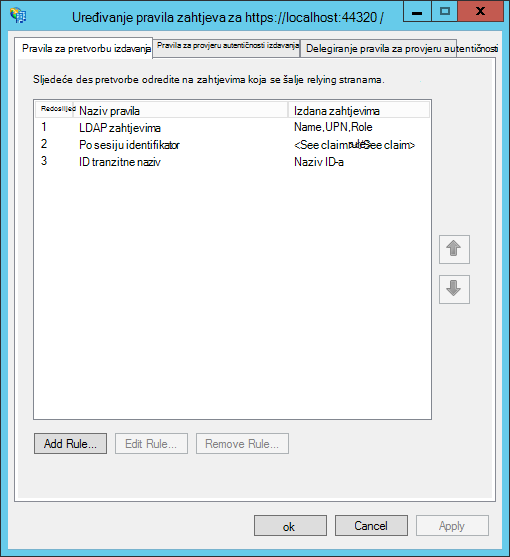 Uređivanje pravila zahtjeva za https://localhost:44320 /
Pravila za pretvorbu izdavanja Pravila za provjeru autentičnosti izdavanja Delegiranje pravila za provjeru autentičnosti
Sljedeće des pretvorbe odredite na zahtjevima koja se šalje relying stranama.
Redoslijed Naziv pravila Izdana zahtjevima
1 LDAP zahtjevima Name,UPN,Role
2 Po sesiju identifikator <See claim rule></See claim>
3 ID tranzitne naziv Naziv ID-a
Add Rule... Edit Rule... Remove Rule...
ok Cancel Apply